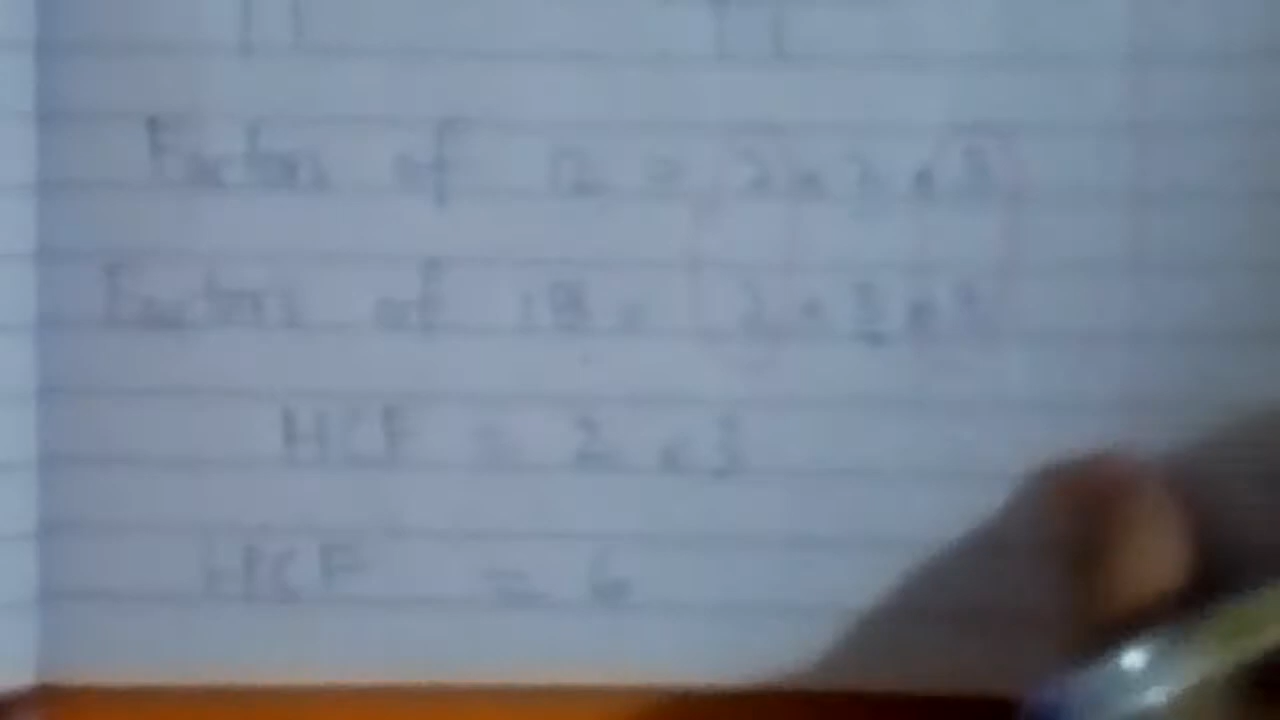 Factors of 12 = 2 x 2 x 3
Factors of 18 = 2 x 3 x 3
HCF = 2 x 3
HCF = 6